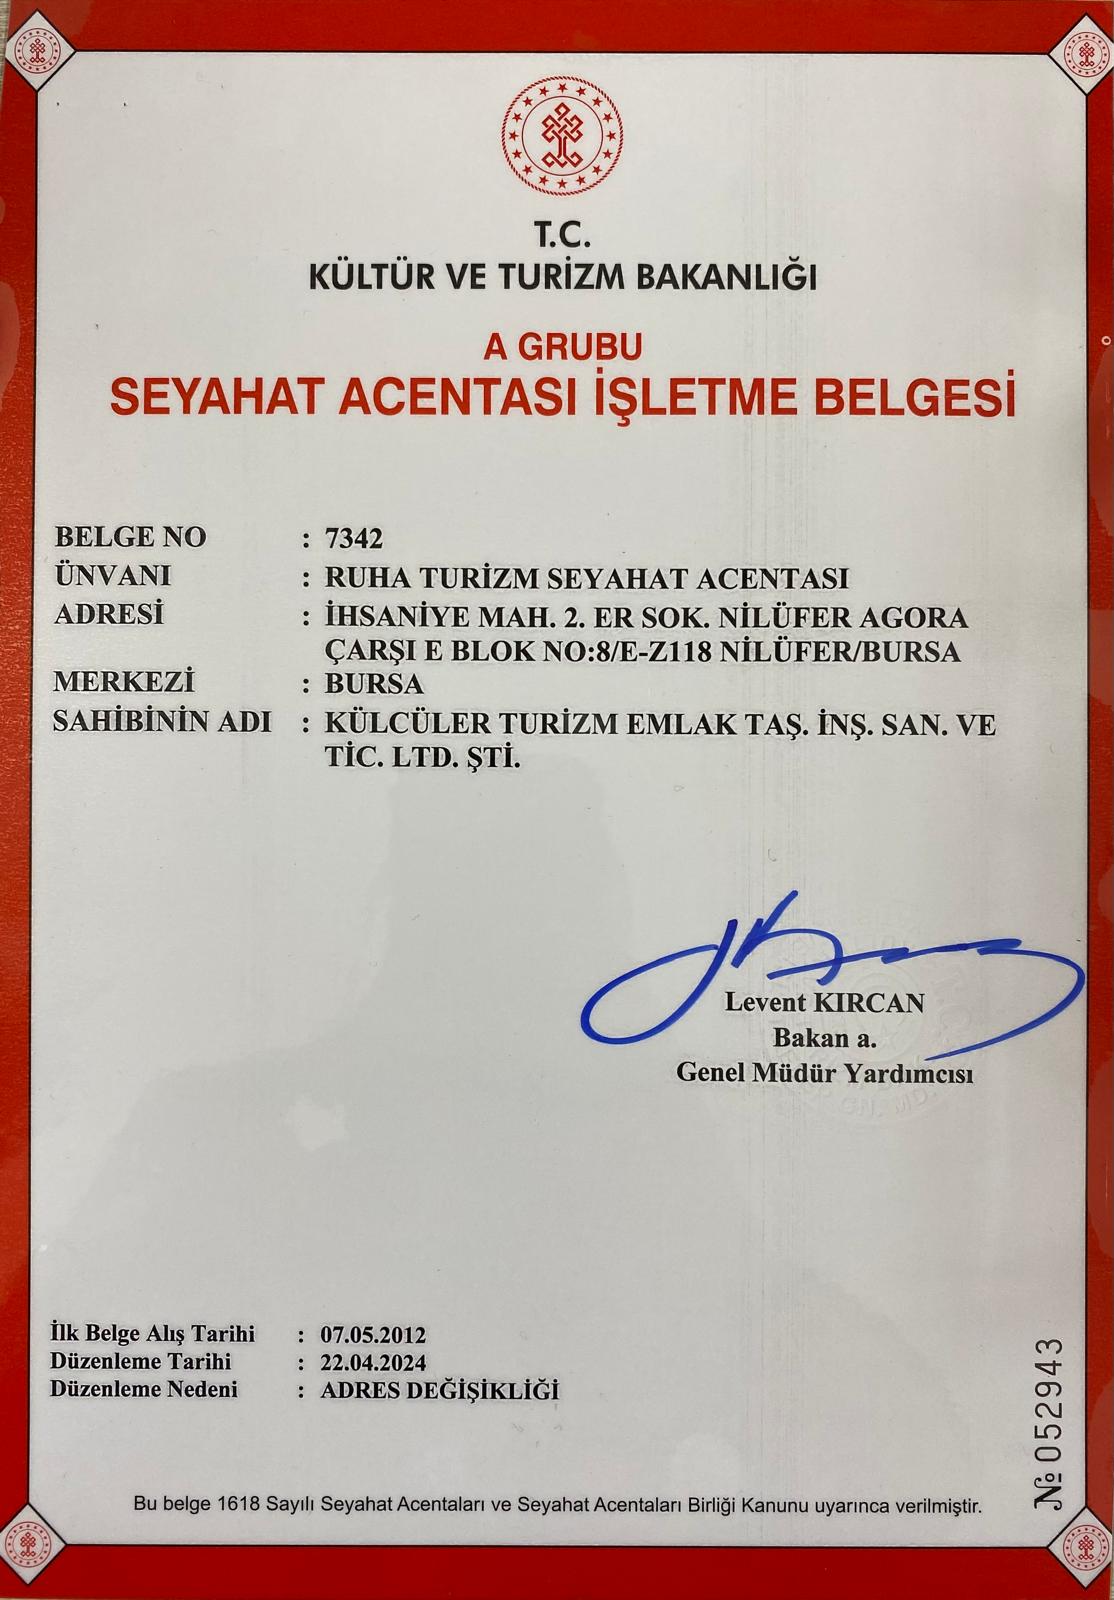 T.C.
KÜLTÜR VE TURİZM BAKANLIĞI
A GRUBU
SEYAHAT ACENTASI İŞLETME BELGESİ
BELGE NO : 7342
ÜNVANI : RUHA TURİZM SEYAHAT ACENTASI
ADRESİ : İHSANİYE MAH. 2. ER SOK. NİLÜFER AGORA
ÇARŞI E BLOK NO:8/E-Z118 NİLÜFER/BURSA
MERKEZİ : BURSA
SAHİBİNİN ADI : KÜLCÜLER TURİZM EMLAK TAŞ. İNŞ. SAN. VE
TİC. LTD. ŞTİ.
Levent KIRCAN
Bakan a.
Genel Müdür Yardımcısı
GN. MD.
İlk Belge Alış Tarihi : 07.05.2012
Düzenleme Tarihi : 22.04.2024
Düzenleme Nedeni : ADRES DEĞİŞİKLİĞİ
№ 052943
Bu belge 1618 Sayılı Seyahat Acentaları ve Seyahat Acentaları Birliği Kanunu uyarınca verilmiştir.